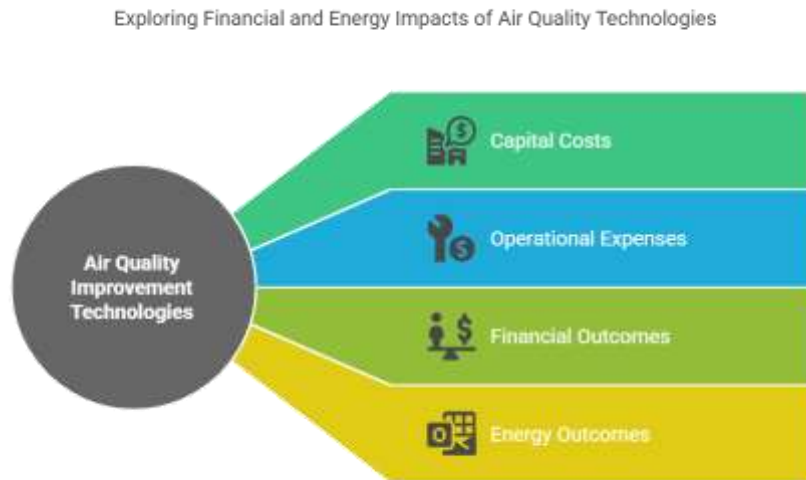 Exploring Financial and Energy Impacts of Air Quality Technologies
Capital Costs
Operational Expenses
Air Quality
Improvement
Technologies
Financial Outcomes
Energy Outcomes